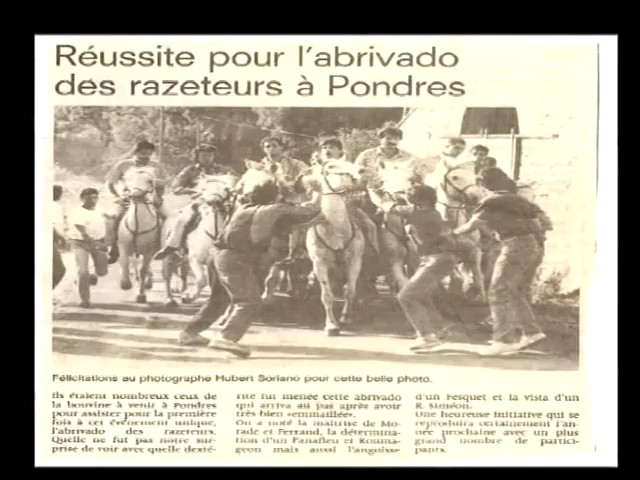 Réussite pour l'abrivado
des razeteurs à Pondres
Félicitations au photographe Hubert Soriano pour cette belle photo.
Ils étaient nombreux ceux de
la bouvine à venir à Pondres
pour assister pour la première
fois à cet événement unique,
l'abrivado des razeteurs.
Quelle ne fut pas notre sur-
prise de voir avec quelle dexté-
rité fut menée cette abrivado
qui arriva au pas après avoir
très bien «emmaillée».
On a noté la maîtrise de Mo-
rade et Ferrand, la détermina-
tion d'un Panafieu et Rouma-
geon mais aussi l'angoisse
d'un Fesquet et la vista d'un
R. Siméon.
Une heureuse initiative qui se
reproduira certainement l'an-
née prochaine avec un plus
grand nombre de partici-
pants.